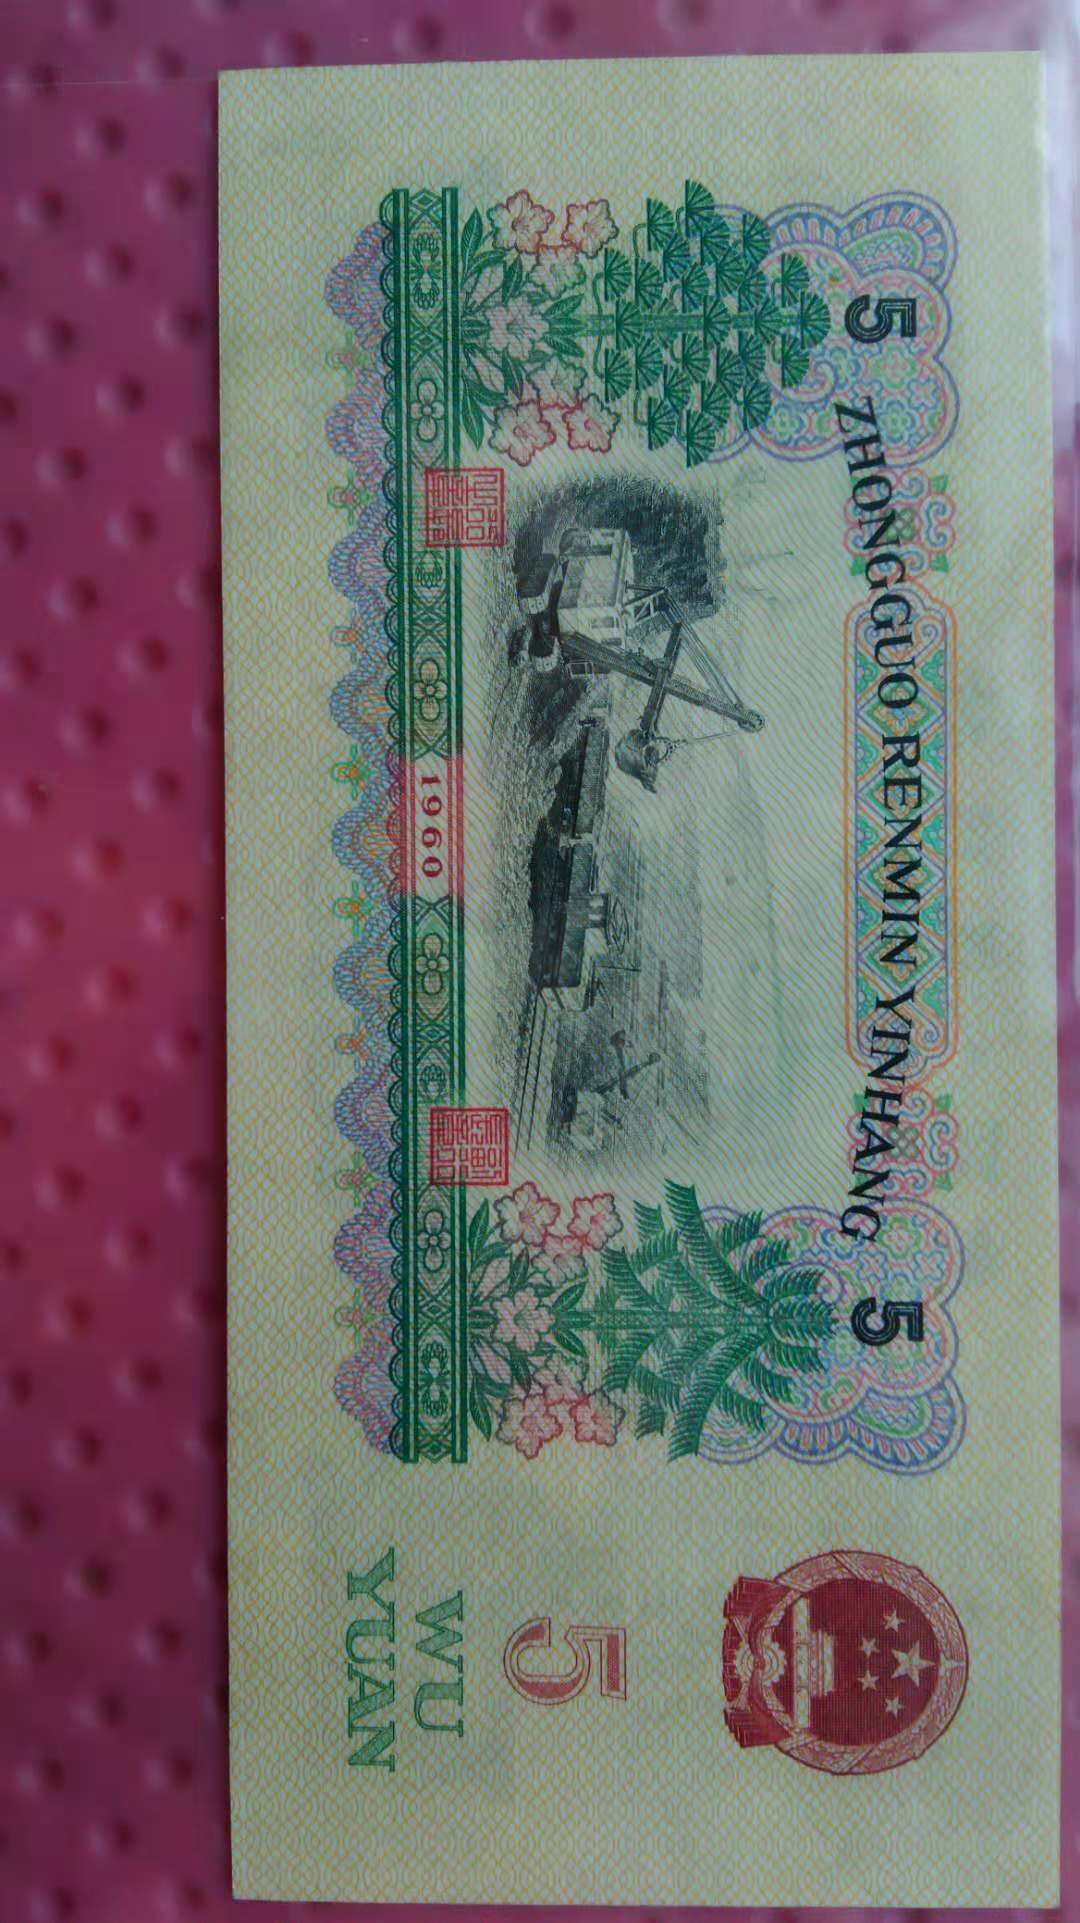 5 ZHONGGUO RENMIN YINHANG 5
1960
5
WU
YUAN